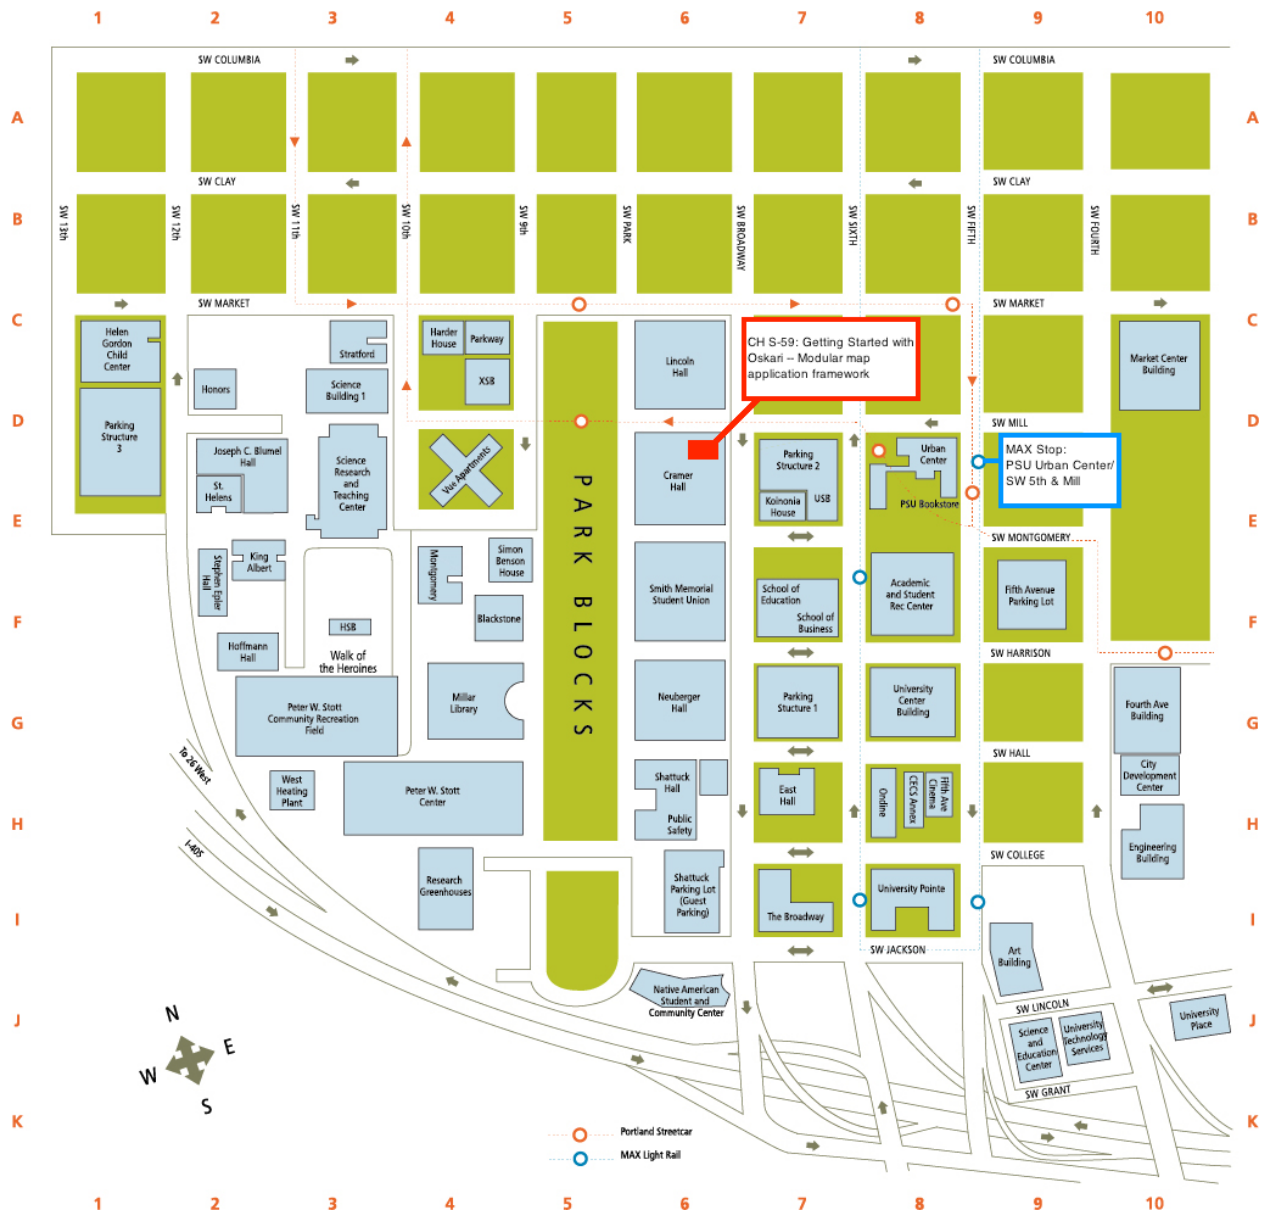 1 2 3 4 5 6 7 8 9 10
SW COLUMBIA SW COLUMBIA
A A
SW CLAY SW CLAY
B B
SW 13th
SW 12th
SW 11th
SW 10th
SW 9th
SW PARK
SW BROADWAY
SW SIXTH
SW FIFTH
SW FOURTH
SW MARKET SW MARKET
C C
Helen
Gordon
Child
Center
Stratford
Harder
House
Parkway
Lincoln
Hall
CH S-59: Getting Started with
Oskari -- Modular map
application framework
Market Center
Building
Honors
Science
Building 1
XSB
D D
SW MILL
Parking
Structure
3
Joseph C. Blumel
Hall
St.
Helens
Science
Research
and
Teaching
Center
Vue Apartments
PARK BLOCKS
Cramer
Hall
Parking
Structure 2
Koinonia
House
USB
Urban
Center
PSU Bookstore
MAX Stop:
PSU Urban Center/
SW 5th & Mill
E E
SW MONTGOMERY
Stephen Epler
Hall
King
Albert
Montgomery
Simon
Benson
House
Blackstone
Smith Memorial
Student Union
School of
Education
School of
Business
Academic
and Student
Rec Center
Fifth Avenue
Parking Lot
F F
HSB
Hoffmann
Hall
Walk of
the Heroines
SW HARRISON
Peter W. Stott
Community Recreation
Field
Millar
Library
Neuberger
Hall
Parking
Stucture 1
University
Center
Building
Fourth Ave
Building
G G
To 26 West
SW HALL
West
Heating
Plant
Peter W. Stott
Center
Shattuck
Hall
Public
Safety
East
Hall
Ondine
CECS Annex
Fifth Ave
Cinema
City
Development
Center
H H
I-405
Engineering
Building
SW COLLEGE
Research
Greenhouses
Shattuck
Parking Lot
(Guest
Parking)
The Broadway
University Pointe
I I
SW JACKSON
Art
Building
Native American
Student and
Community Center
SW LINCOLN
J J
University
Place
Science
and
Education
Center
University
Technology
Services
N
E
W
S
SW GRANT
K K
Portland Streetcar
MAX Light Rail
1 2 3 4 5 6 7 8 9 10